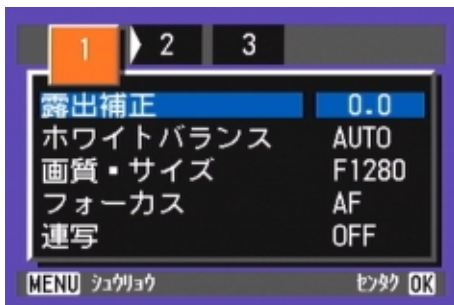 1 2 3
露出補正 0.0
ホワイトバランス AUTO
画質・サイズ F1280
フォーカス AF
連写 OFF
MENU ｼｭｳﾘｮｳ ｾﾝﾀｸ OK